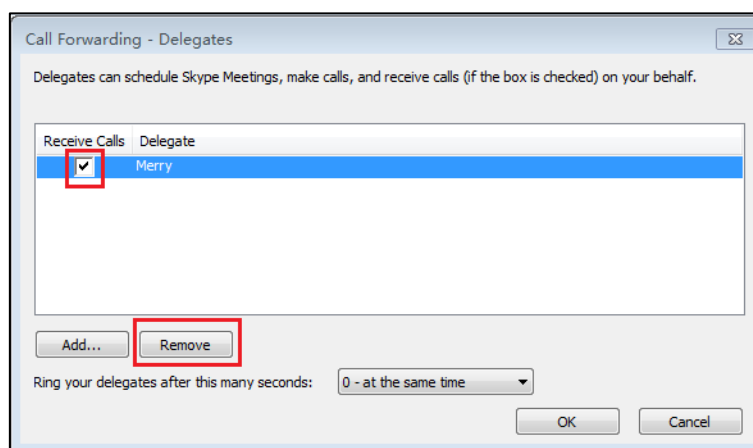 Call Forwarding - Delegates
Delegates can schedule Skype Meetings, make calls, and receive calls (if the box is checked) on your behalf.
Receive Calls Delegate
Merry
Add... Remove
Ring your delegates after this many seconds: 0 - at the same time
OK Cancel